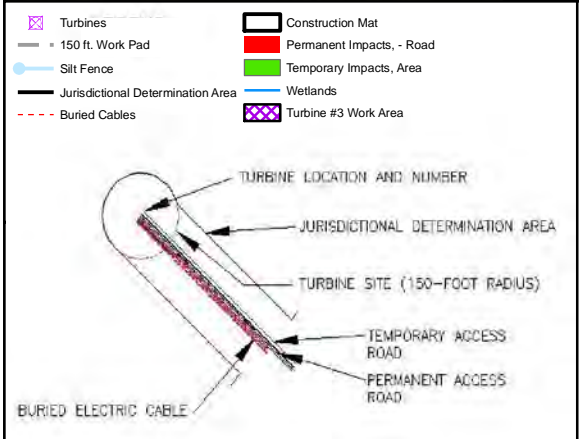 Turbines
150 ft. Work Pad
Silt Fence
Jurisdictional Determination Area
Buried Cables
Construction Mat
Permanent Impacts, - Road
Temporary Impacts, Area
Wetlands
Turbine #3 Work Area
TURBINE LOCATION AND NUMBER
JURISDICTIONAL DETERMINATION AREA
TURBINE SITE (150-FOOT RADIUS)
TEMPORARY ACCESS
ROAD
PERMANENT ACCESS
ROAD
BURIED ELECTRIC CABLE